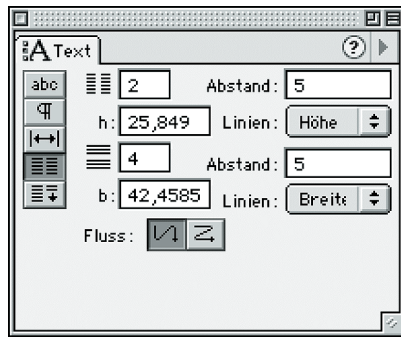 A Text ?
abc 2 Abstand: 5
¶ h: 25,849 Linien: Höhe
4 Abstand: 5
b: 42,4585 Linien: Breite
Fluss: